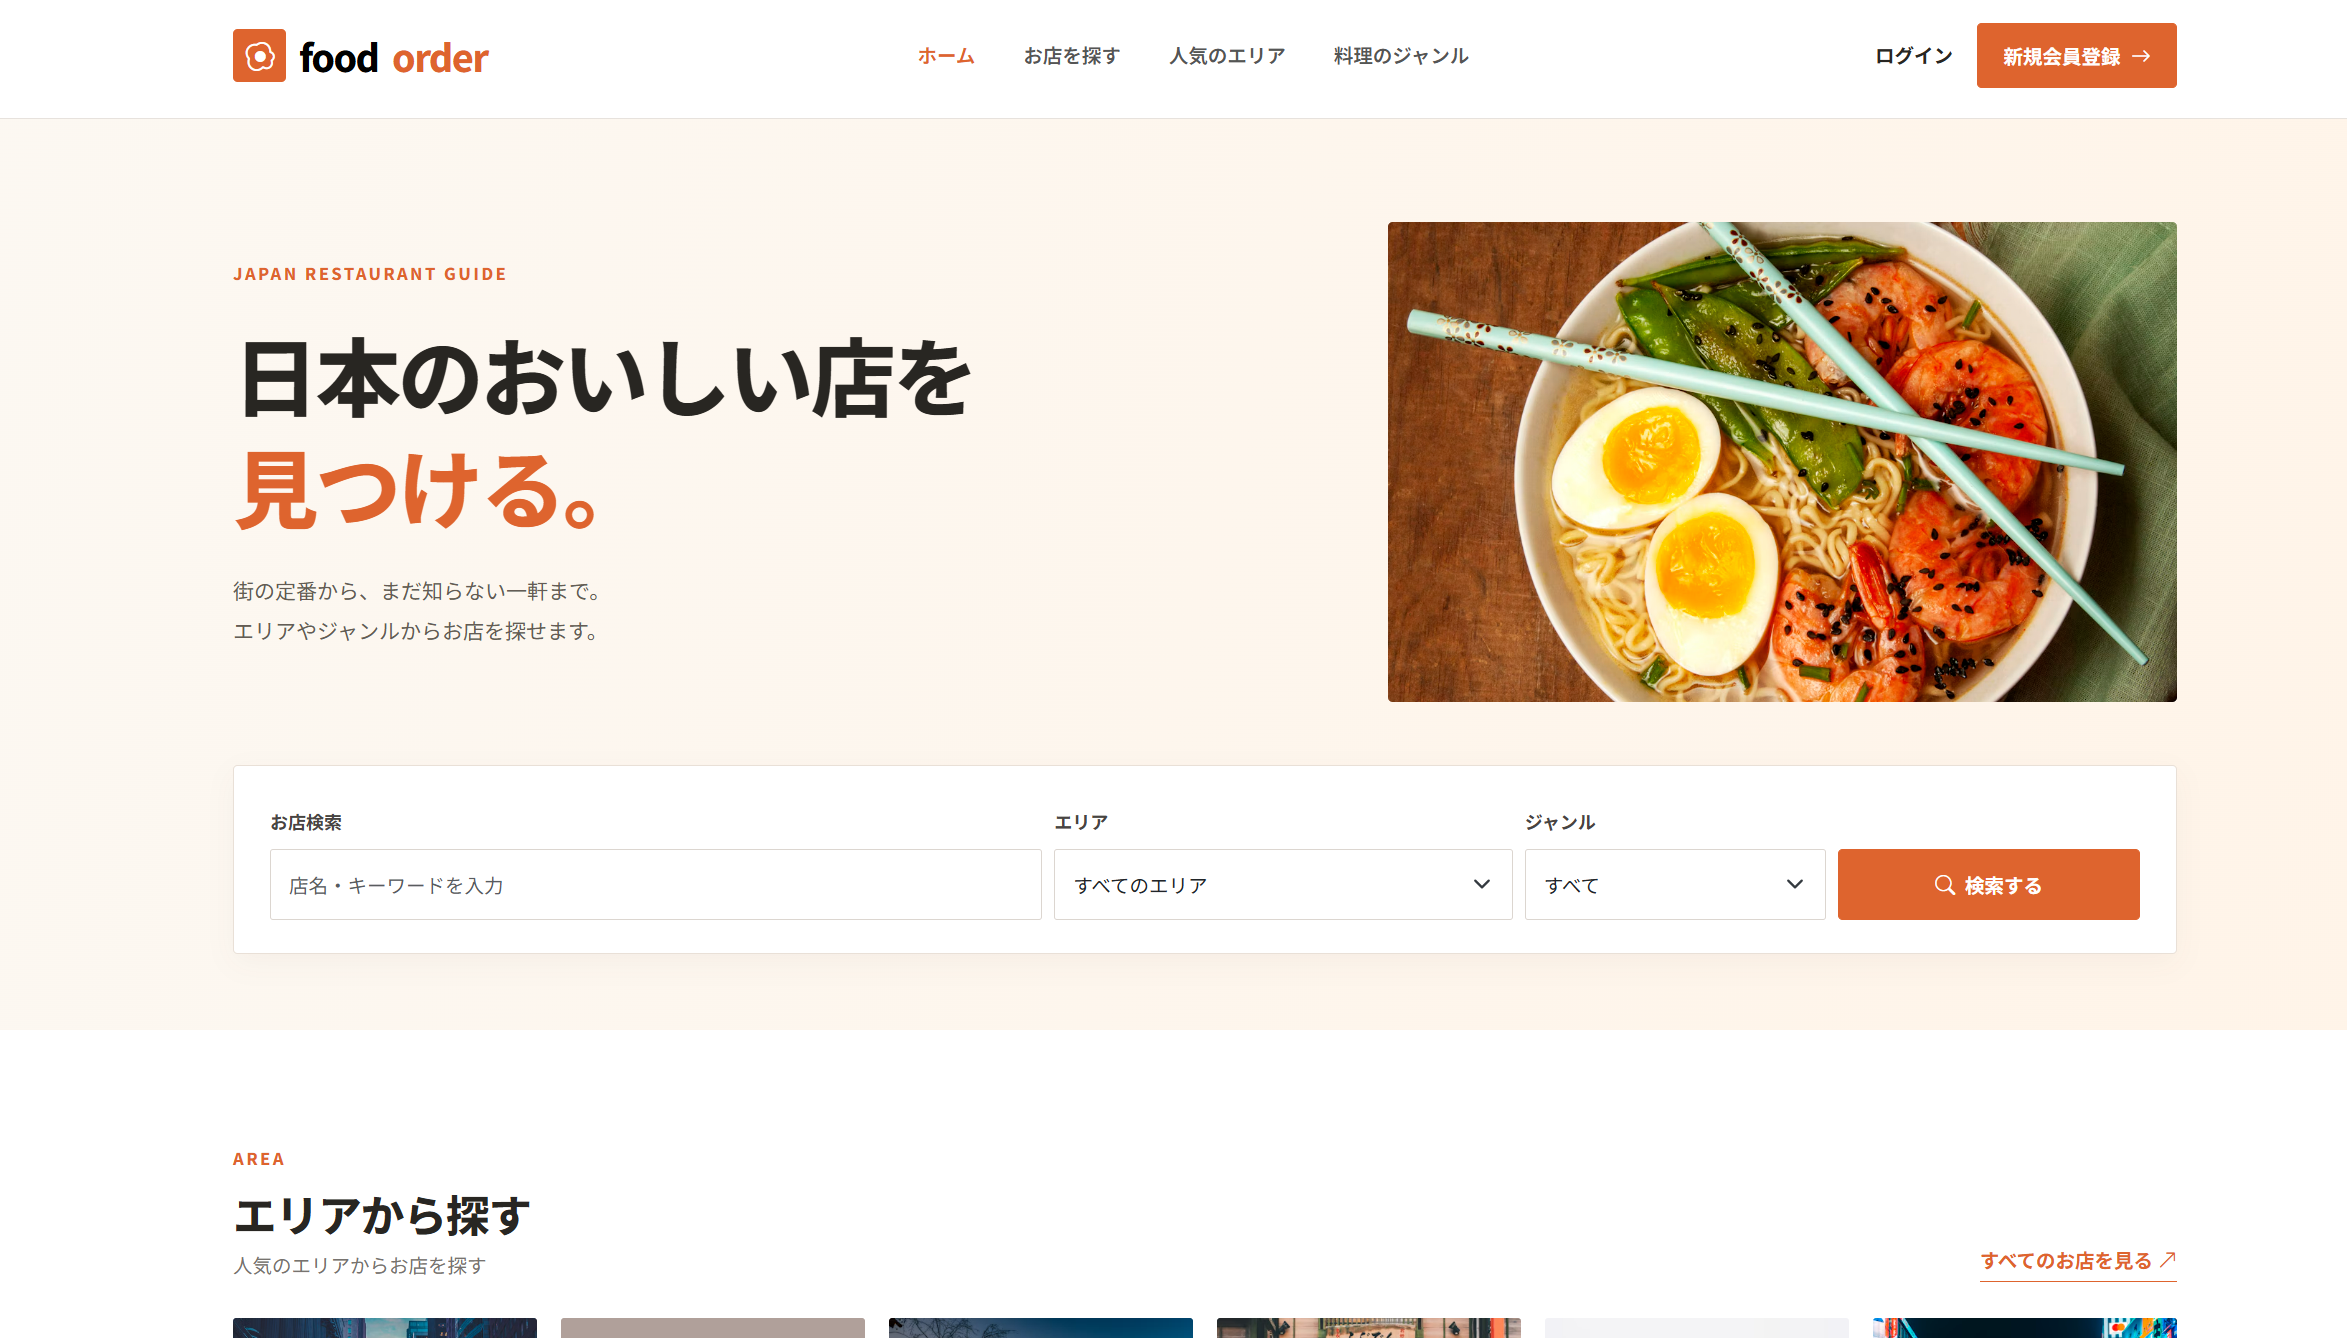 food order
ホーム
お店を探す
人気のエリア
料理のジャンル
ログイン
新規会員登録 →
JAPAN RESTAURANT GUIDE
日本のおいしい店を
見つける。
街の定番から、まだ知らない一軒まで。
エリアやジャンルからお店を探せます。
お店検索
エリア
ジャンル
店名・キーワードを入力
すべてのエリア
すべて
検索する
AREA
エリアから探す
人気のエリアからお店を探す
すべてのお店を見る ↗